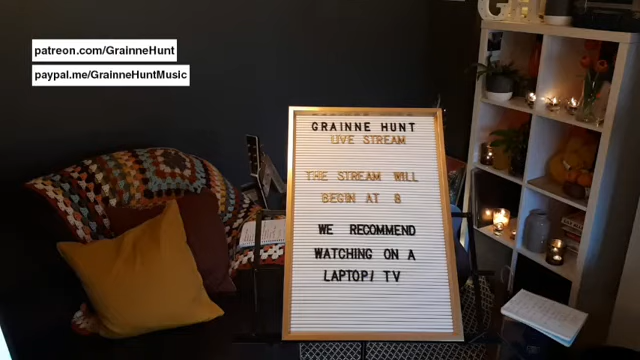 patreon.com/GrainneHunt
paypal.me/GrainneHuntMusic
GRAINNE HUNT
LIVE STREAM
THE STREAM WILL
BEGIN AT 8
WE RECOMMEND
WATCHING ON A
LAPTOP/ TV